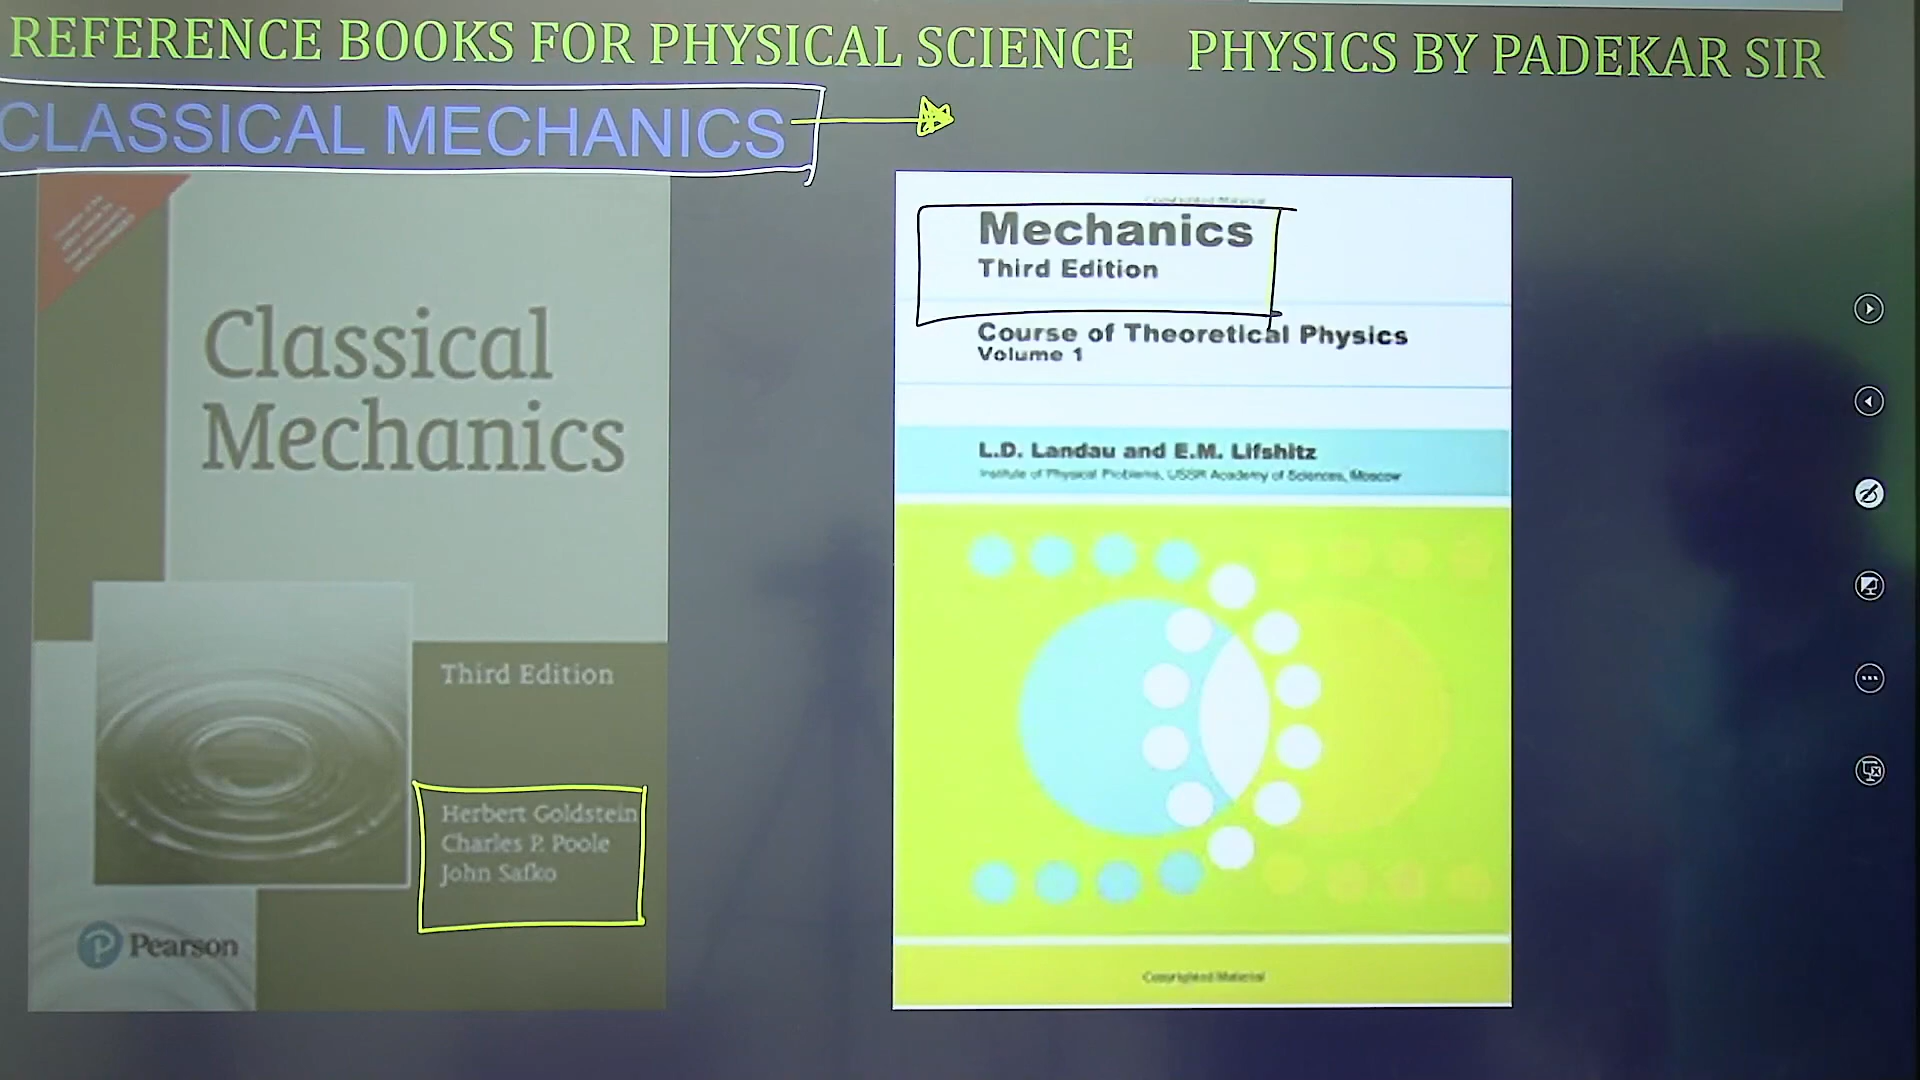 REFERENCE BOOKS FOR PHYSICAL SCIENCE PHYSICS BY PADEKAR SIR
CLASSICAL MECHANICS
Classical
Mechanics
Third Edition
Herbert Goldstein
Charles P. Poole
John Safko
Pearson
Copyrighted Material
Mechanics
Third Edition
Course of Theoretical Physics
Volume 1
L.D. Landau and E.M. Lifshitz
Institute of Physical Problems, USSR Academy of Sciences, Moscow
Copyrighted Material